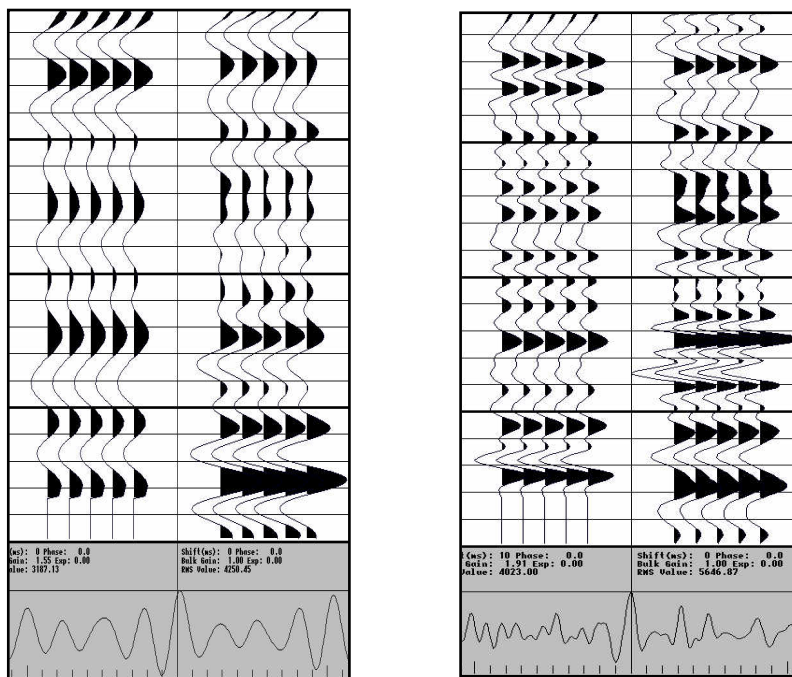 (ms): 0 Phase: 0.0
Gain: 1.55 Exp: 0.00
alue: 3187.13
Shift(ms): 0 Phase: 0.0
Bulk Gain: 1.00 Exp: 0.00
RMS Value: 4250.45
t(ms): 10 Phase: 0.0
Gain: 1.91 Exp: 0.00
Value: 4023.00
Shift(ms): 0 Phase: 0.0
Bulk Gain: 1.00 Exp: 0.00
RMS Value: 5646.87